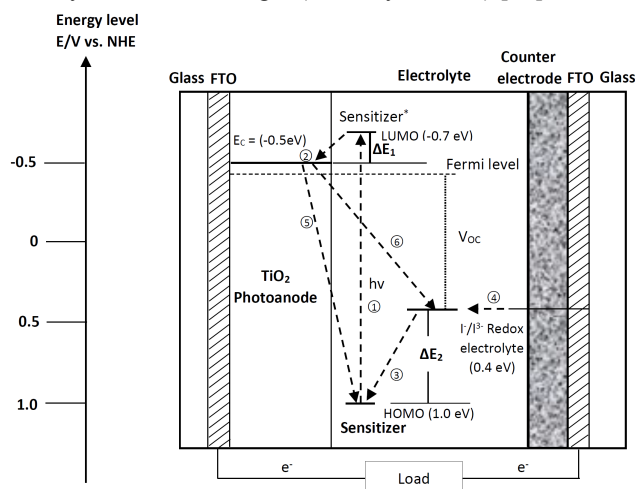 Energy level
E/V vs. NHE
Counter
Glass FTO
Electrolyte
electrode FTO Glass
Sensitizer*
LUMO (-0.7 eV)
Ec = (-0.5eV)
ΔE1
-0.5
②
Fermi level
⑤
⑥
0
VOC
TiO2
hv
Photoanode
①
④
0.5
I-/I3- Redox
electrolyte
ΔE2
(0.4 eV)
③
1.0
HOMO (1.0 eV)
Sensitizer
e-
e-
Load